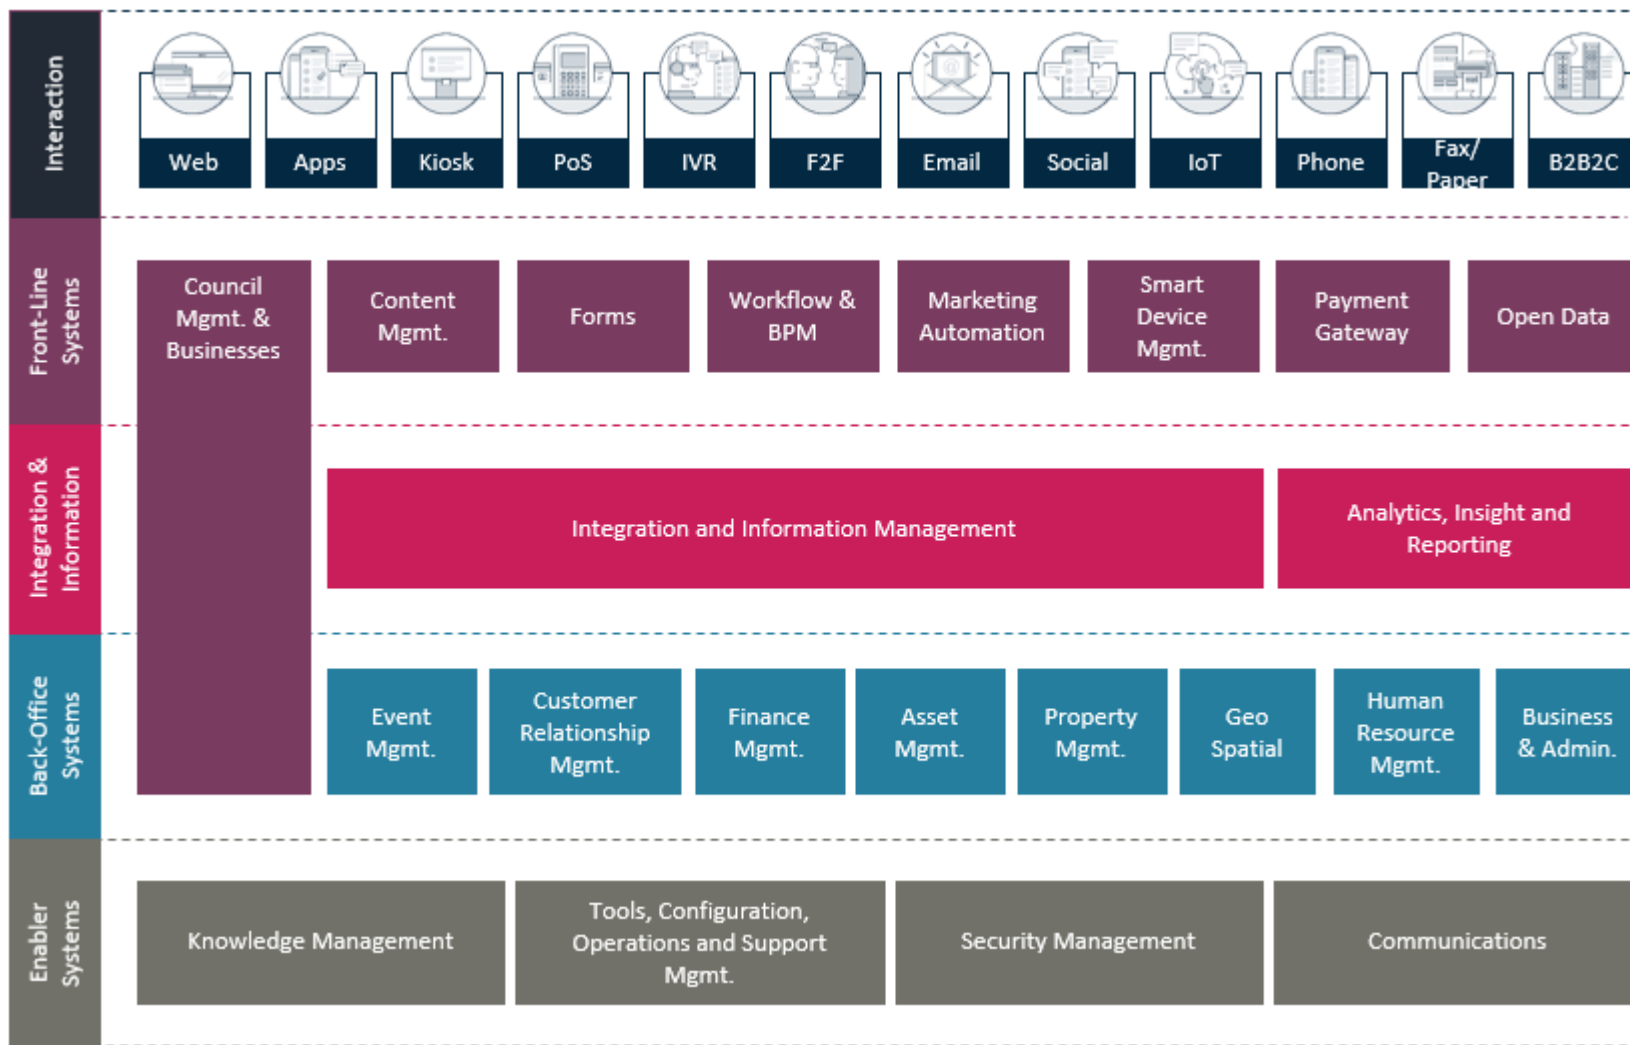 Interaction
Web
Apps
Kiosk
PoS
IVR
F2F
Email
Social
IoT
Phone
Fax/
Paper
B2B2C
Front-Line
Systems
Council
Mgmt. &
Businesses
Content
Mgmt.
Forms
Workflow &
BPM
Marketing
Automation
Smart
Device
Mgmt.
Payment
Gateway
Open Data
Integration &
Information
Integration and Information Management
Analytics, Insight and
Reporting
Back-Office
Systems
Event
Mgmt.
Customer
Relationship
Mgmt.
Finance
Mgmt.
Asset
Mgmt.
Property
Mgmt.
Geo
Spatial
Human
Resource
Mgmt.
Business
& Admin.
Enabler
Systems
Knowledge Management
Tools, Configuration,
Operations and Support
Mgmt.
Security Management
Communications